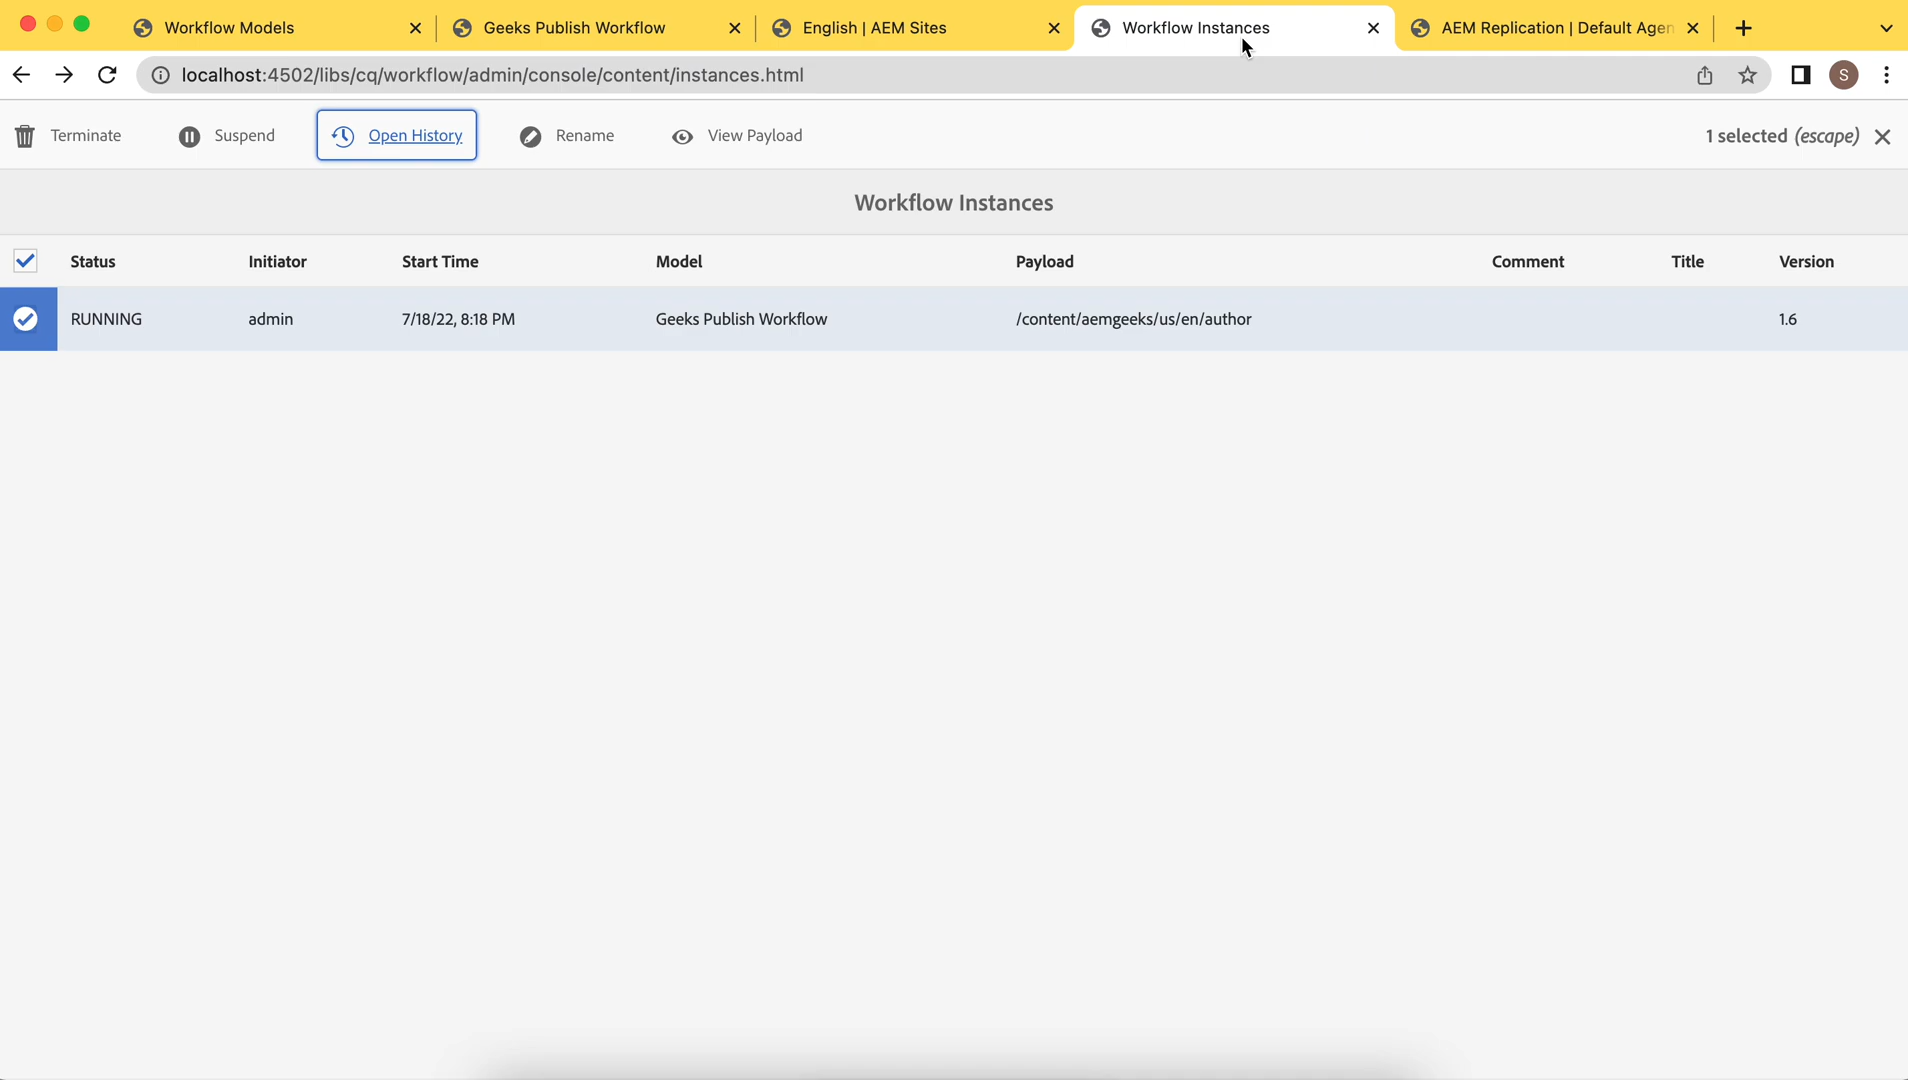 Workflow Models
Geeks Publish Workflow
English | AEM Sites
Workflow Instances
AEM Replication | Default Agen
localhost:4502/libs/cq/workflow/admin/console/content/instances.html
S
Terminate
Suspend
Open History
Rename
View Payload
1 selected (escape)
Workflow Instances
Status Initiator Start Time Model Payload Comment Title Version
RUNNING admin 7/18/22, 8:18 PM Geeks Publish Workflow /content/aemgeeks/us/en/author 1.6